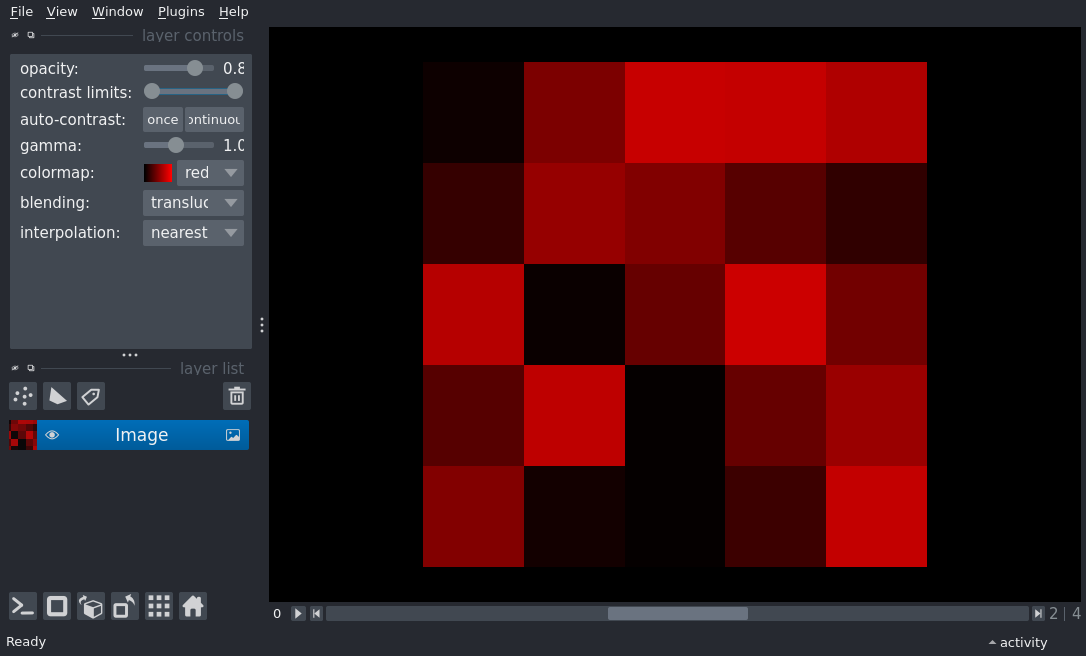 File View Window Plugins Help
layer controls
opacity: 0.8
contrast limits:
auto-contrast: once ontinuou
gamma: 1.0
colormap: red
blending: transluc
interpolation: nearest
layer list
Image
0 2 | 4
Ready
activity